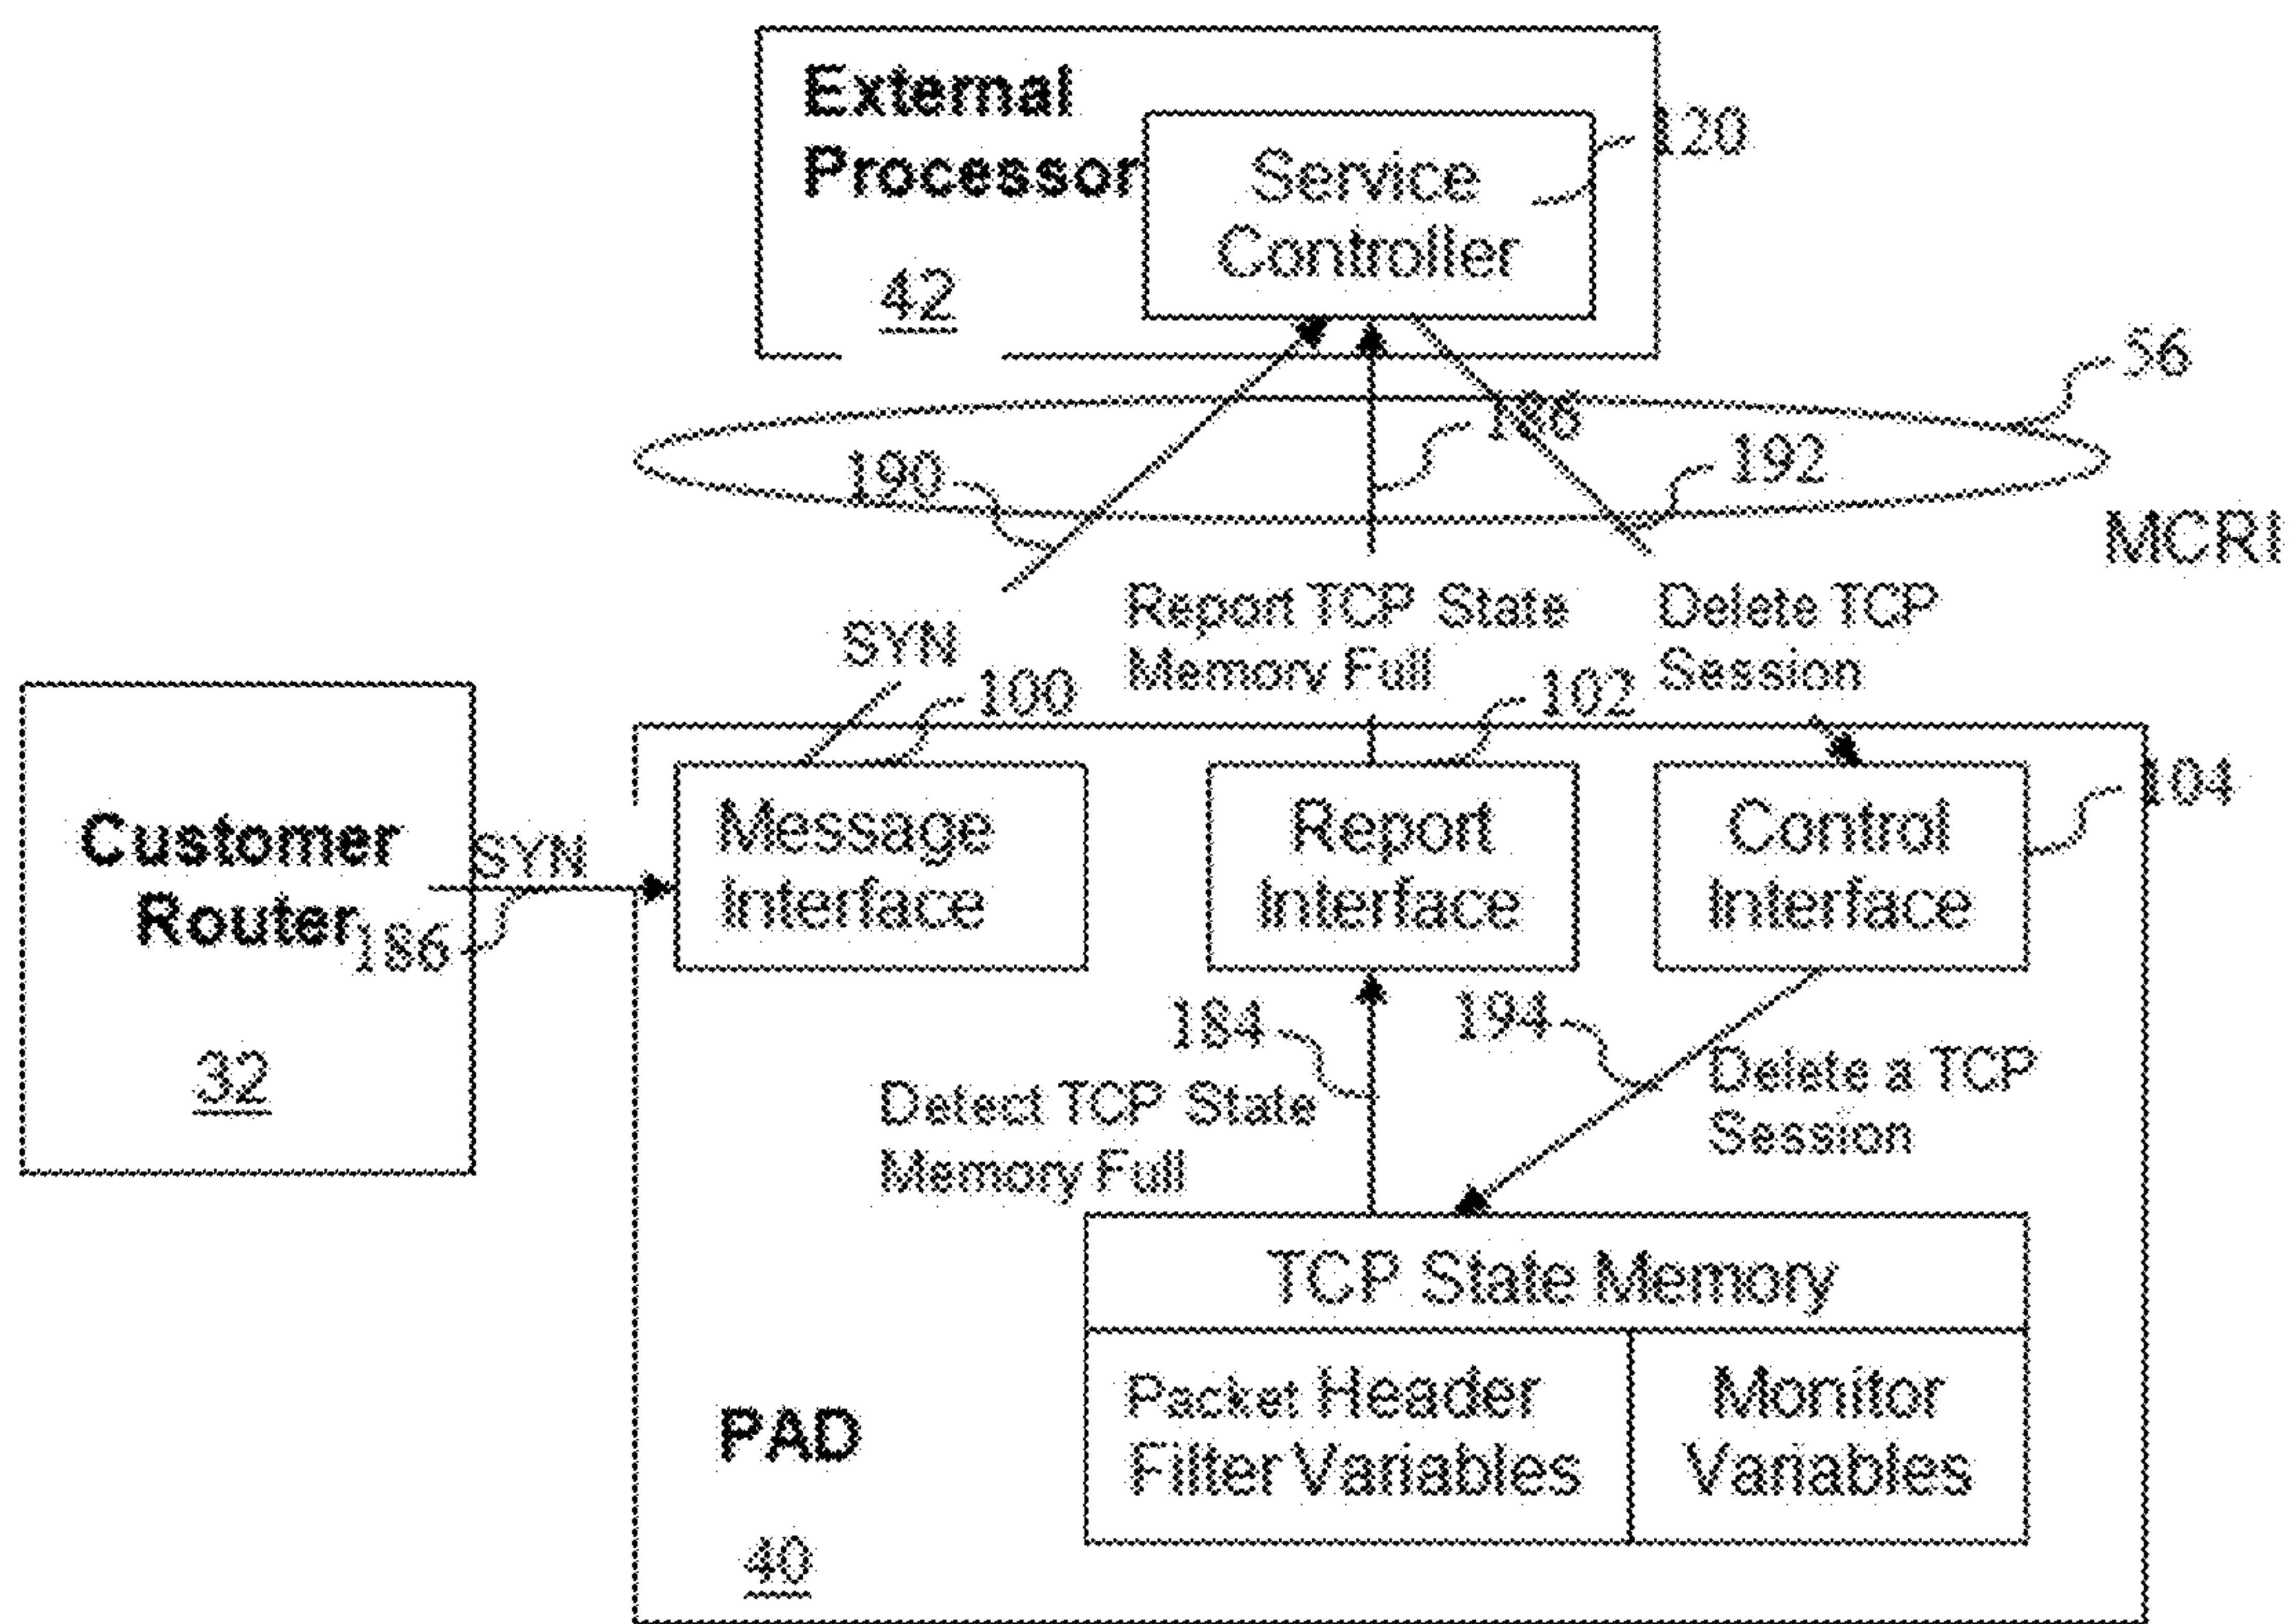 External
Processor
42
Service
Controller
120
56
190
192
MCRI
SYN
Report TCP State
Memory Full
Delete TCP
Session
100
102
104
Customer
Router
32
SYN
186
Message
Interface
Report
Interface
Control
Interface
184
194
Detect TCP State
Memory Full
Delete a TCP
Session
TCP State Memory
Packet Header
Filter Variables
Monitor
Variables
PAD
40